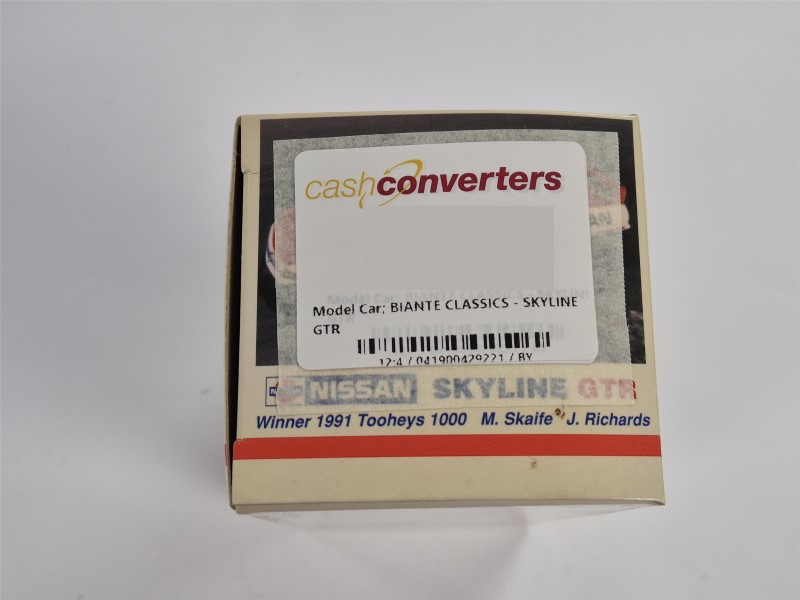 cashconverters
Model Car; BIANTE CLASSICS - SKYLINE
GTR
12:4 / 041900429221 / BY
NISSAN SKYLINE GTR
Winner 1991 Tooheys 1000 M. Skaife J. Richards